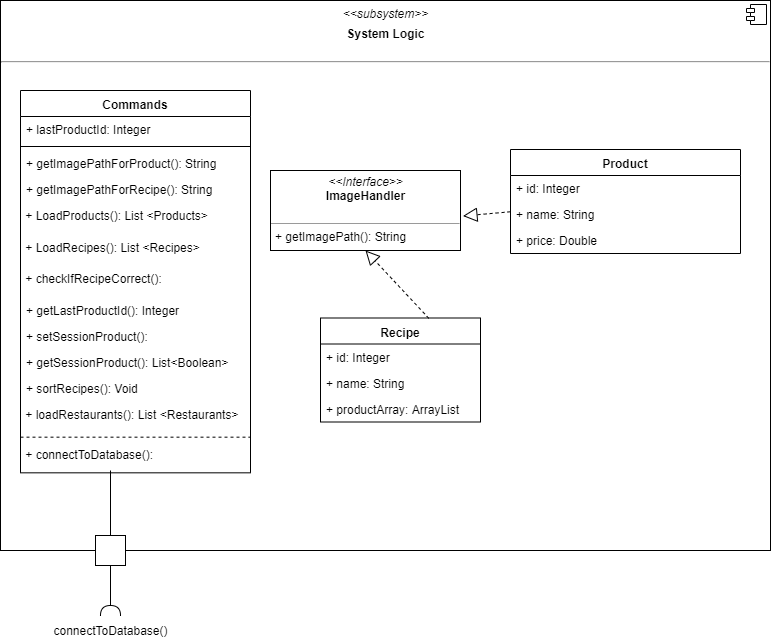 <<subsystem>>
System Logic
Commands
+ lastProductId: Integer
+ getImagePathForProduct(): String
+ getImagePathForRecipe(): String
+ LoadProducts(): List <Products>
+ LoadRecipes(): List <Recipes>
+ checkIfRecipeCorrect():
+ getLastProductId(): Integer
+ setSessionProduct():
+ getSessionProduct(): List<Boolean>
+ sortRecipes(): Void
+ loadRestaurants(): List <Restaurants>
+ connectToDatabase():
<<Interface>>
ImageHandler
+ getImagePath(): String
Product
+ id: Integer
+ name: String
+ price: Double
Recipe
+ id: Integer
+ name: String
+ productArray: ArrayList
connectToDatabase()